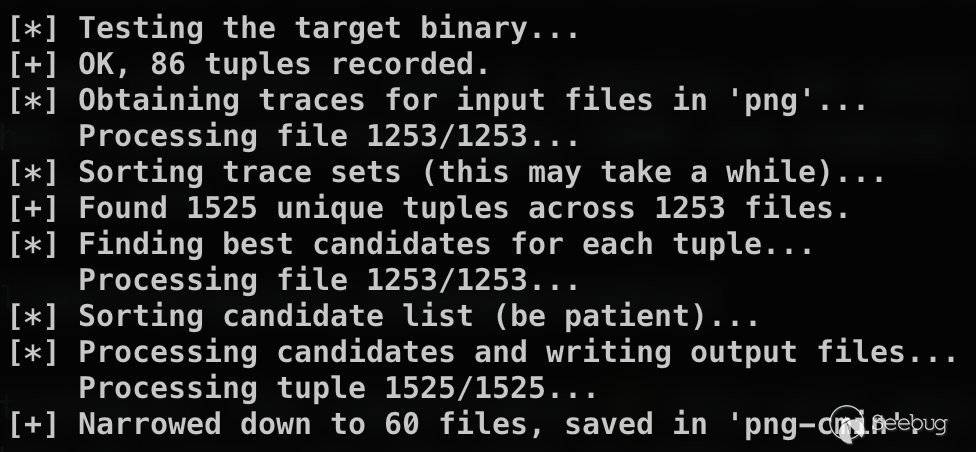 [*] Testing the target binary...
[+] OK, 86 tuples recorded.
[*] Obtaining traces for input files in 'png'...
Processing file 1253/1253...
[*] Sorting trace sets (this may take a while)...
[+] Found 1525 unique tuples across 1253 files.
[*] Finding best candidates for each tuple...
Processing file 1253/1253...
[*] Sorting candidate list (be patient)...
[*] Processing candidates and writing output files...
Processing tuple 1525/1525...
[+] Narrowed down to 60 files, saved in 'png-cmin'.
Seebug